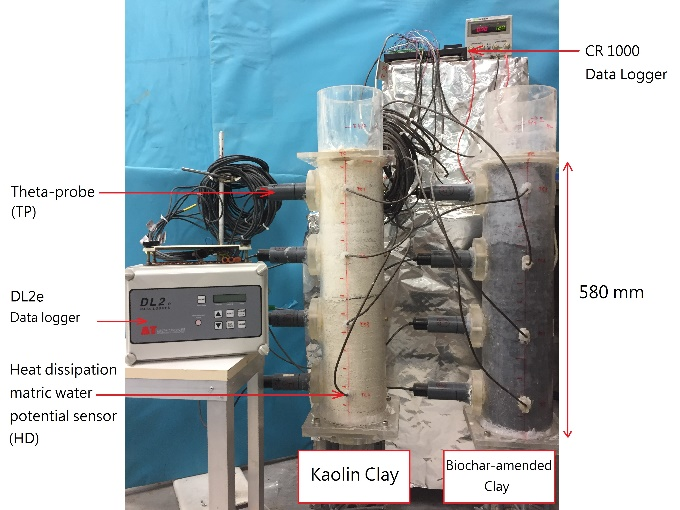 CR 1000
Data Logger
Theta-probe
(TP)
580 mm
DL2e
Data logger
DL2e
Heat dissipation
matric water
potential sensor
(HD)
Kaolin Clay
Biochar-amended
Clay